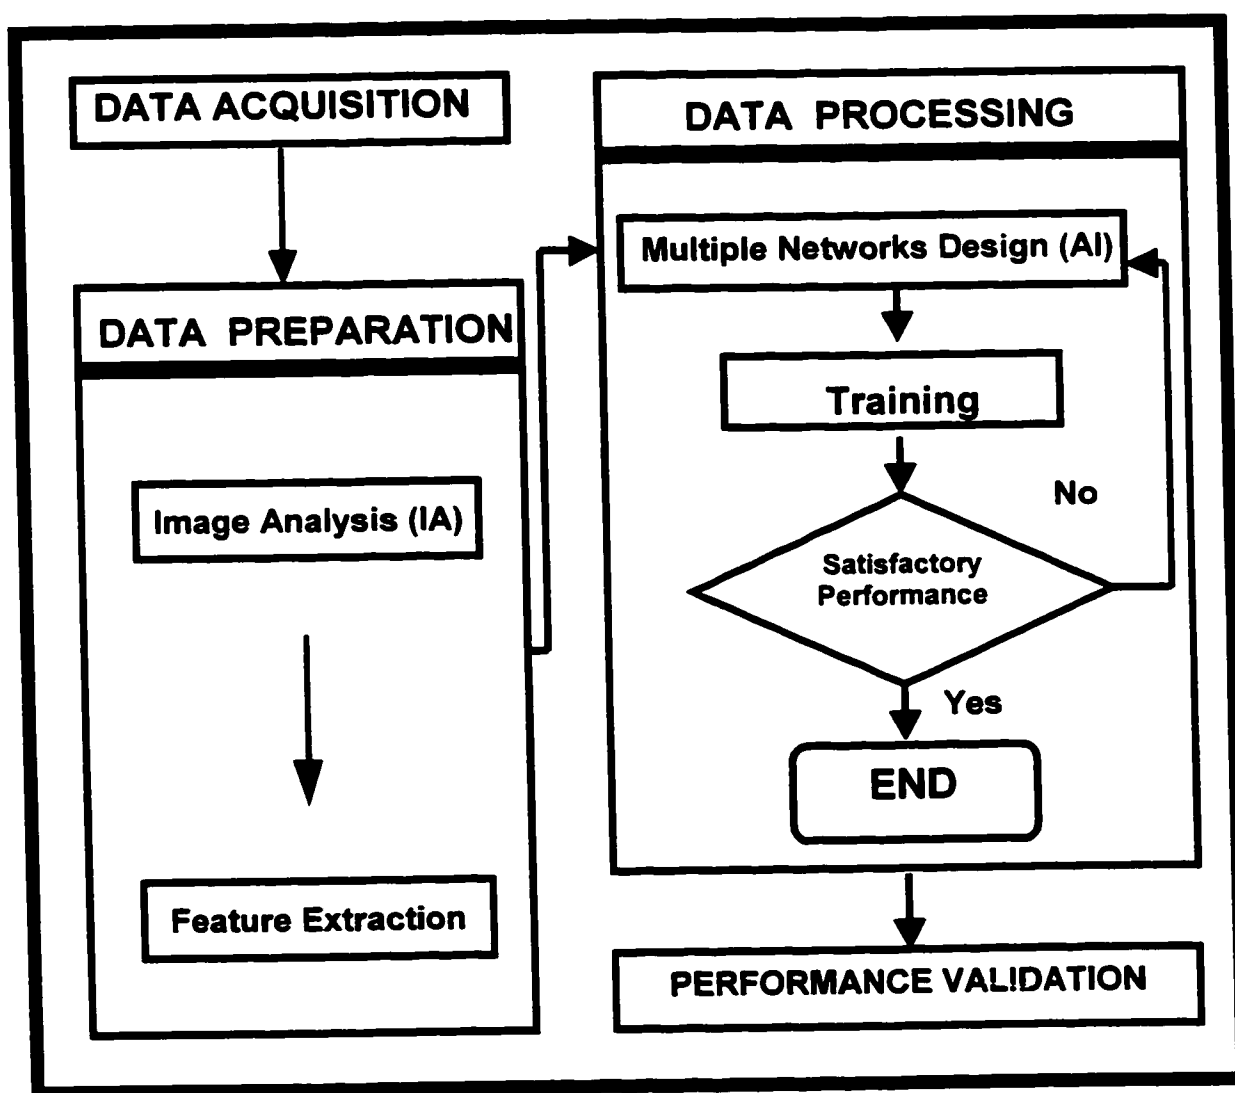 DATA ACQUISITION
DATA PREPARATION
Image Analysis (IA)
Feature Extraction
DATA PROCESSING
Multiple Networks Design (AI)
Training
Satisfactory
Performance
No
Yes
END
PERFORMANCE VALIDATION